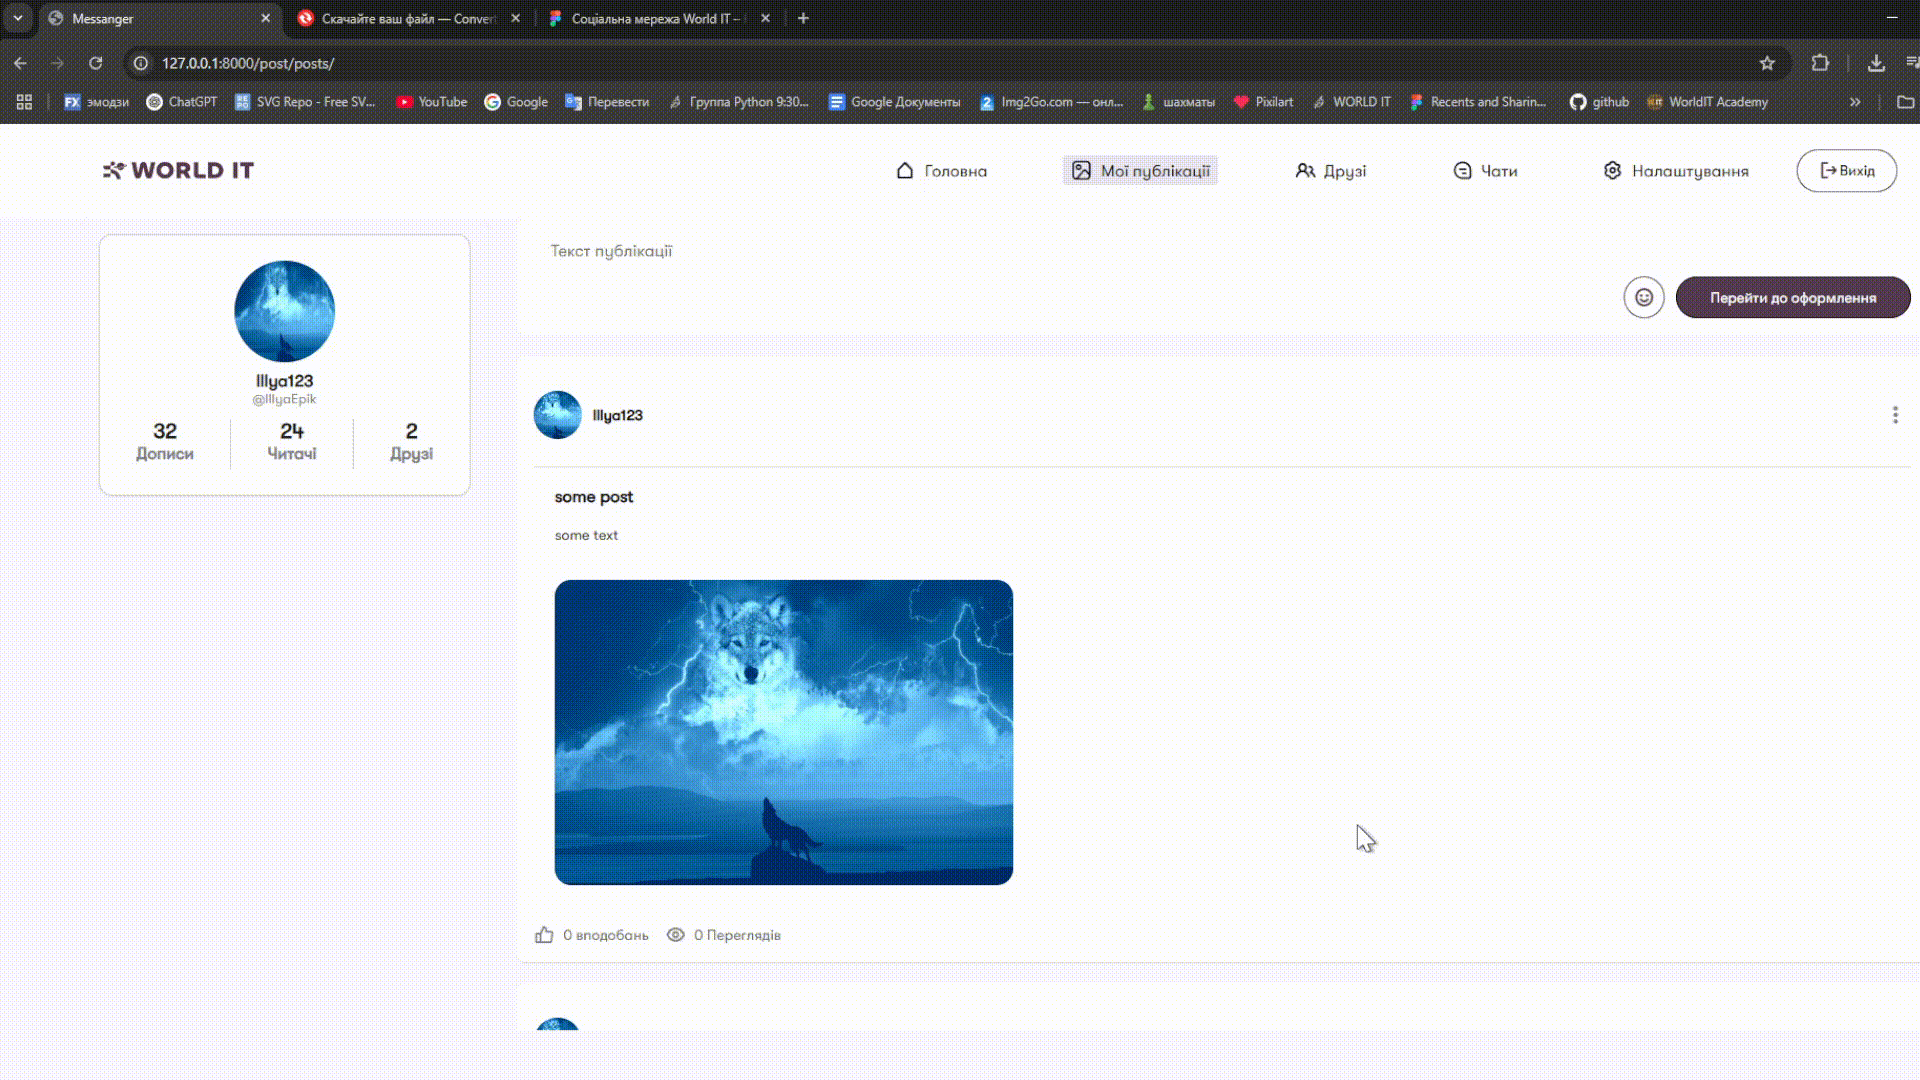 Messanger
Скачайте ваш файл — Conver
Соціальна мережа World IT –
127.0.0.1:8000/post/posts/
эмодзи
ChatGPT
SVG Repo - Free SV...
YouTube
Google
Перевести
Группа Python 9:30...
Google Документы
Img2Go.com — онл...
шахматы
Pixilart
WORLD IT
Recents and Sharin...
github
WorldIT Academy
WORLD IT
Головна
Мої публікації
Друзі
Чати
Налаштування
Вихід
Illya123
@IllyaEpik
32
Дописи
24
Читачі
2
Друзі
Текст публікації
Перейти до оформлення
Illya123
some post
some text
0 вподобань
0 Переглядів